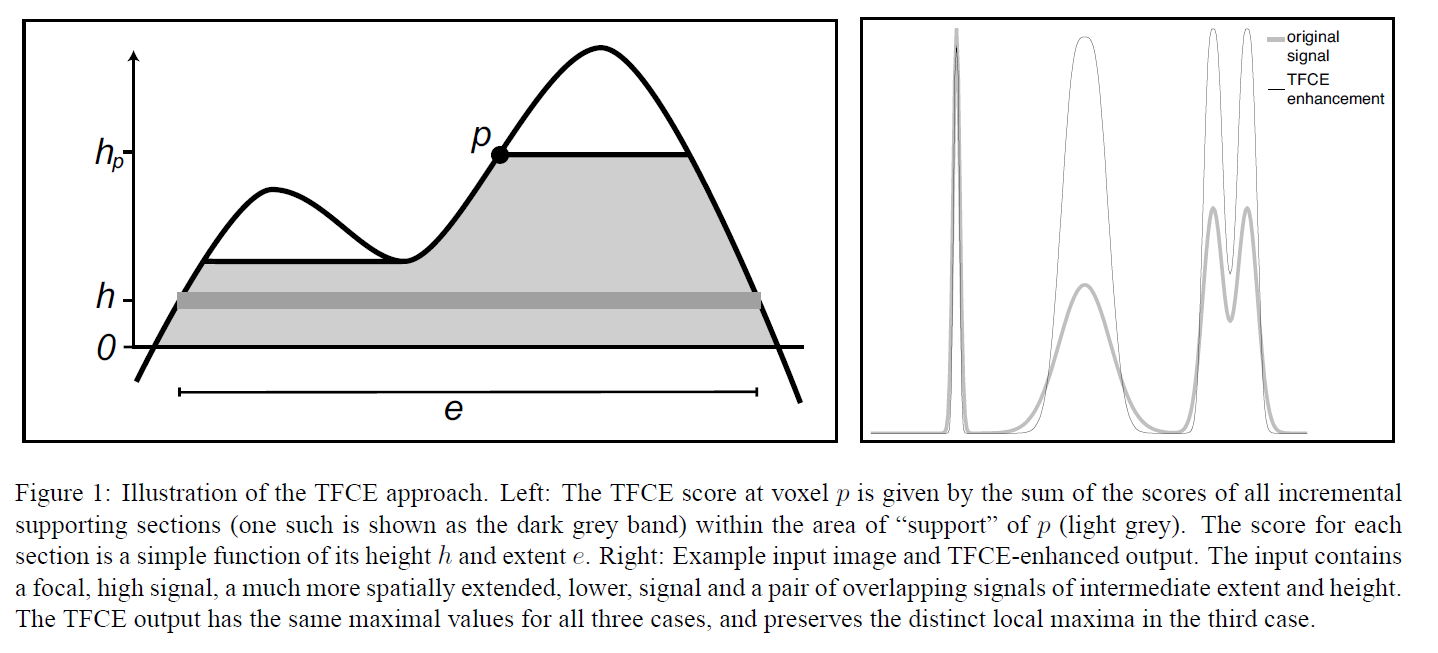 h_p
p
h
0
e
original
signal
TFCE
enhancement
Figure 1: Illustration of the TFCE approach. Left: The TFCE score at voxel p is given by the sum of the scores of all incremental
supporting sections (one such is shown as the dark grey band) within the area of “support” of p (light grey). The score for each
section is a simple function of its height h and extent e. Right: Example input image and TFCE-enhanced output. The input contains
a focal, high signal, a much more spatially extended, lower, signal and a pair of overlapping signals of intermediate extent and height.
The TFCE output has the same maximal values for all three cases, and preserves the distinct local maxima in the third case.